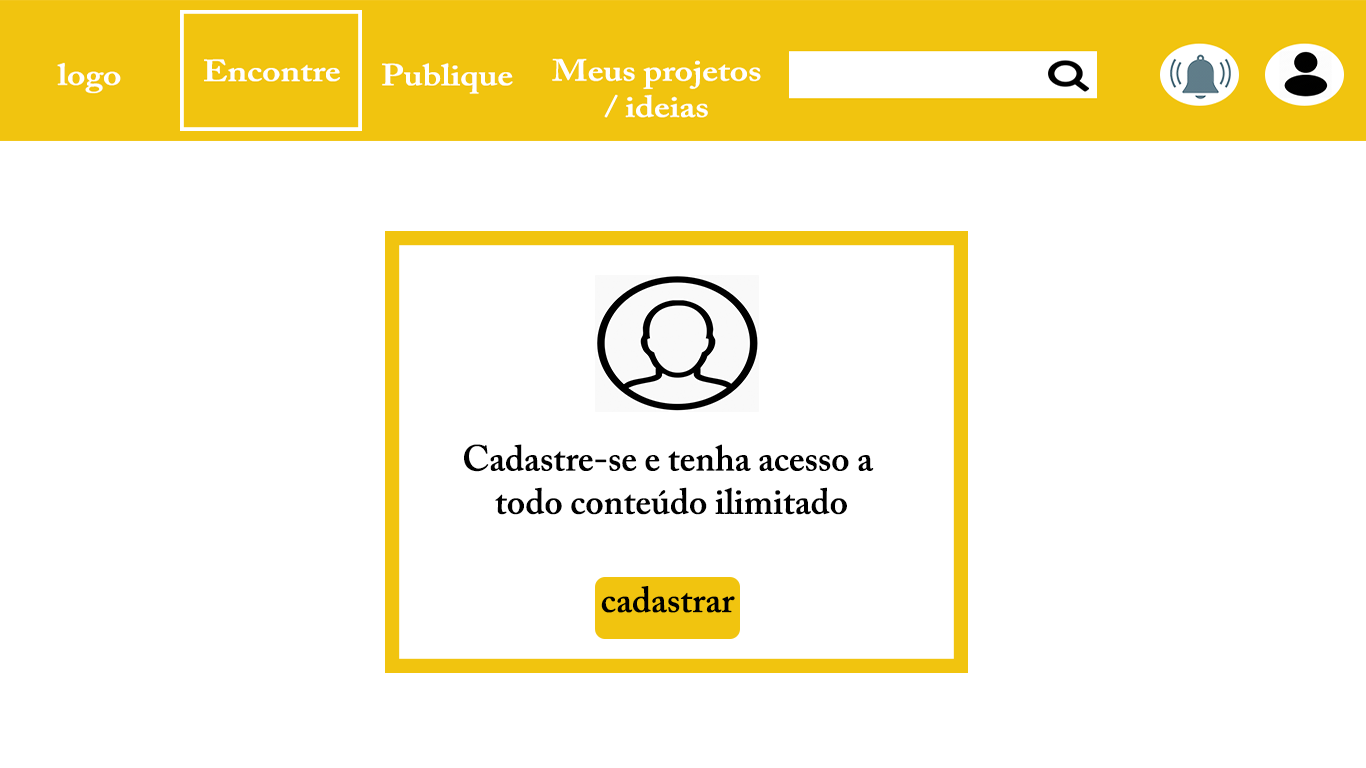 logo
Encontre
Publique
Meus projetos
/ ideias
Cadastre-se e tenha acesso a
todo conteúdo ilimitado
cadastrar